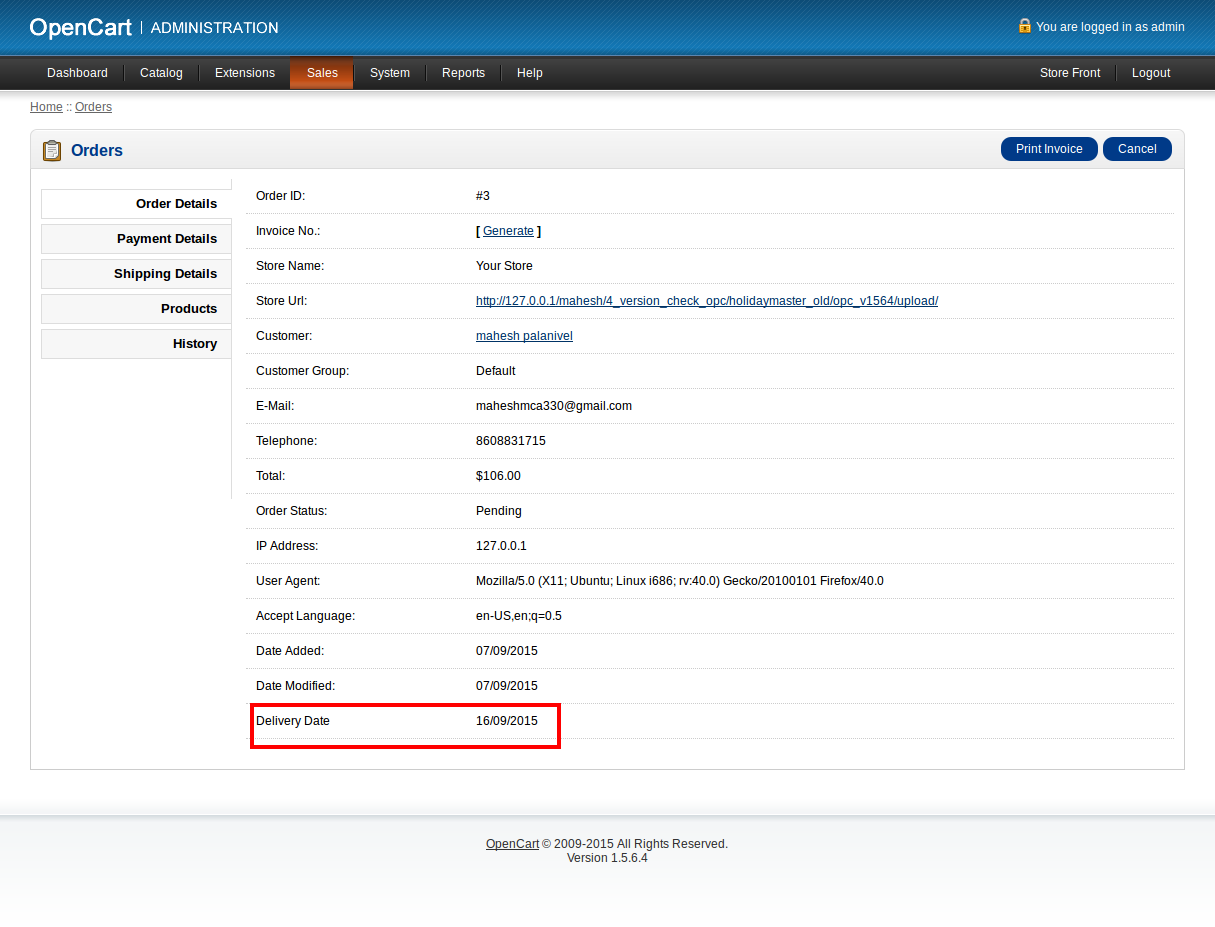 OpenCart | ADMINISTRATION
You are logged in as admin
Dashboard Catalog Extensions Sales System Reports Help Store Front Logout
Home :: Orders
Orders
Print Invoice Cancel
Order Details
Payment Details
Shipping Details
Products
History
Order ID: #3
Invoice No.: [ Generate ]
Store Name: Your Store
Store Url: http://127.0.0.1/mahesh/4_version_check_opc/holidaymaster_old/opc_v1564/upload/
Customer: mahesh palanivel
Customer Group: Default
E-Mail: maheshmca330@gmail.com
Telephone: 8608831715
Total: $106.00
Order Status: Pending
IP Address: 127.0.0.1
User Agent: Mozilla/5.0 (X11; Ubuntu; Linux i686; rv:40.0) Gecko/20100101 Firefox/40.0
Accept Language: en-US,en;q=0.5
Date Added: 07/09/2015
Date Modified: 07/09/2015
Delivery Date 16/09/2015
OpenCart © 2009-2015 All Rights Reserved.
Version 1.5.6.4